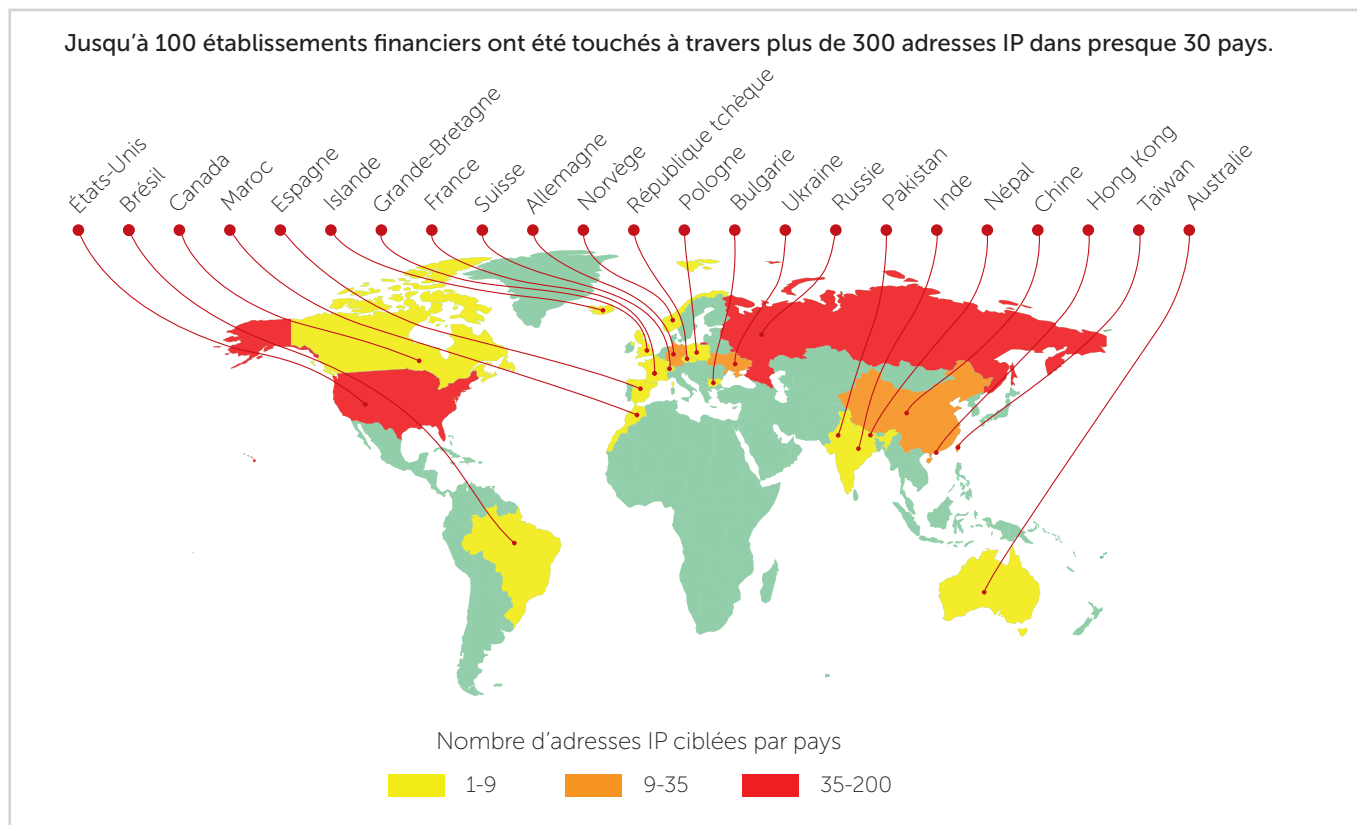 Jusqu'à 100 établissements financiers ont été touchés à travers plus de 300 adresses IP dans presque 30 pays.
États-Unis
Brésil
Canada
Maroc
Espagne
Islande
Grande-Bretagne
France
Suisse
Allemagne
Norvège
République tchèque
Pologne
Bulgarie
Ukraine
Russie
Pakistan
Inde
Népal
Chine
Hong Kong
Taiwan
Australie
Nombre d'adresses IP ciblées par pays
1-9
9-35
35-200